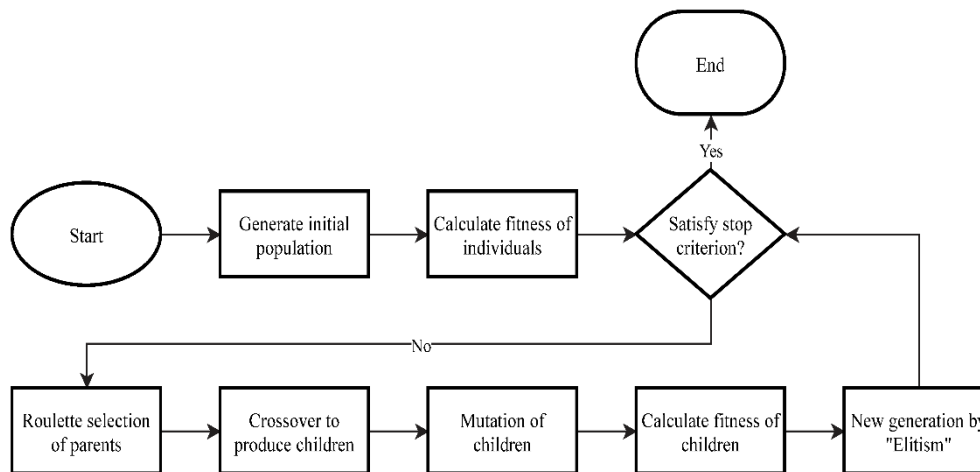 End
Yes
Start
Generate initial
population
Calculate fitness of
individuals
Satisfy stop
criterion?
No
Roulette selection
of parents
Crossover to
produce children
Mutation of
children
Calculate fitness of
children
New generation by
"Elitism"